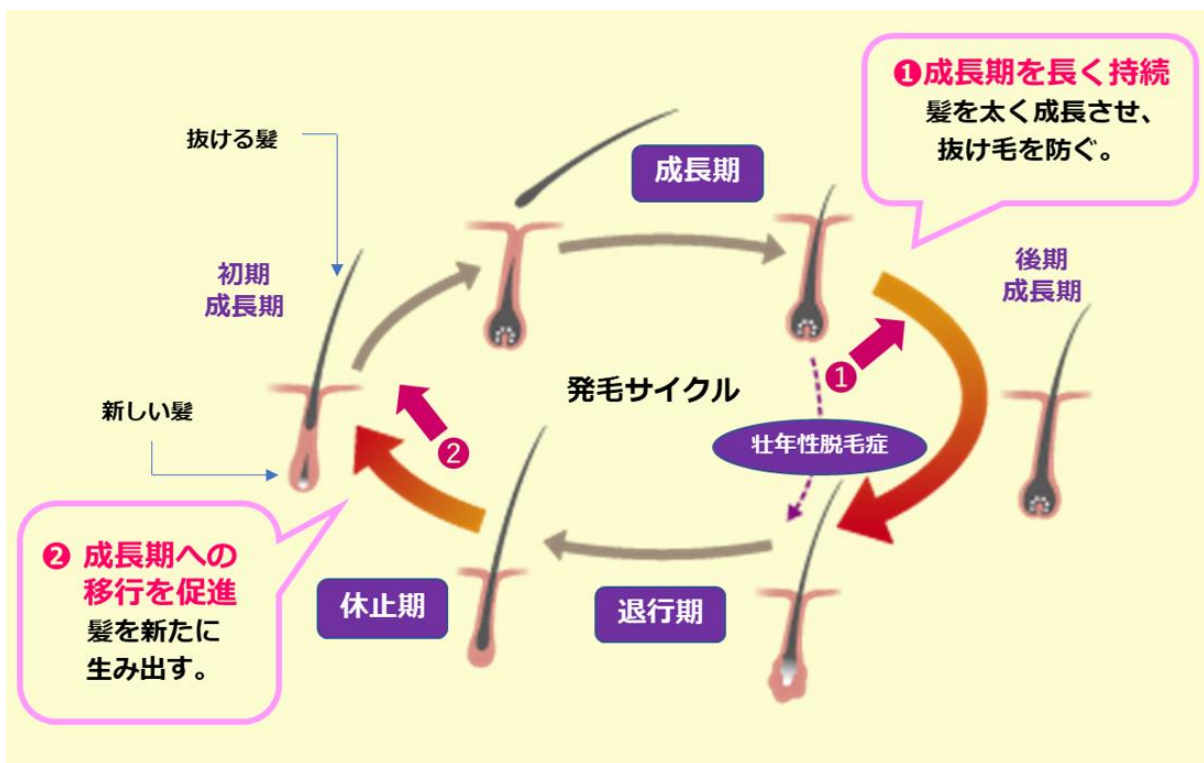 ❶成長期を長く持続
髪を太く成長させ、
抜け毛を防ぐ。
抜ける髪
成長期
初期
成長期
後期
成長期
❶
発毛サイクル
新しい髪
❷
壮年性脱毛症
❷ 成長期への
移行を促進
髪を新たに
生み出す。
休止期
退行期